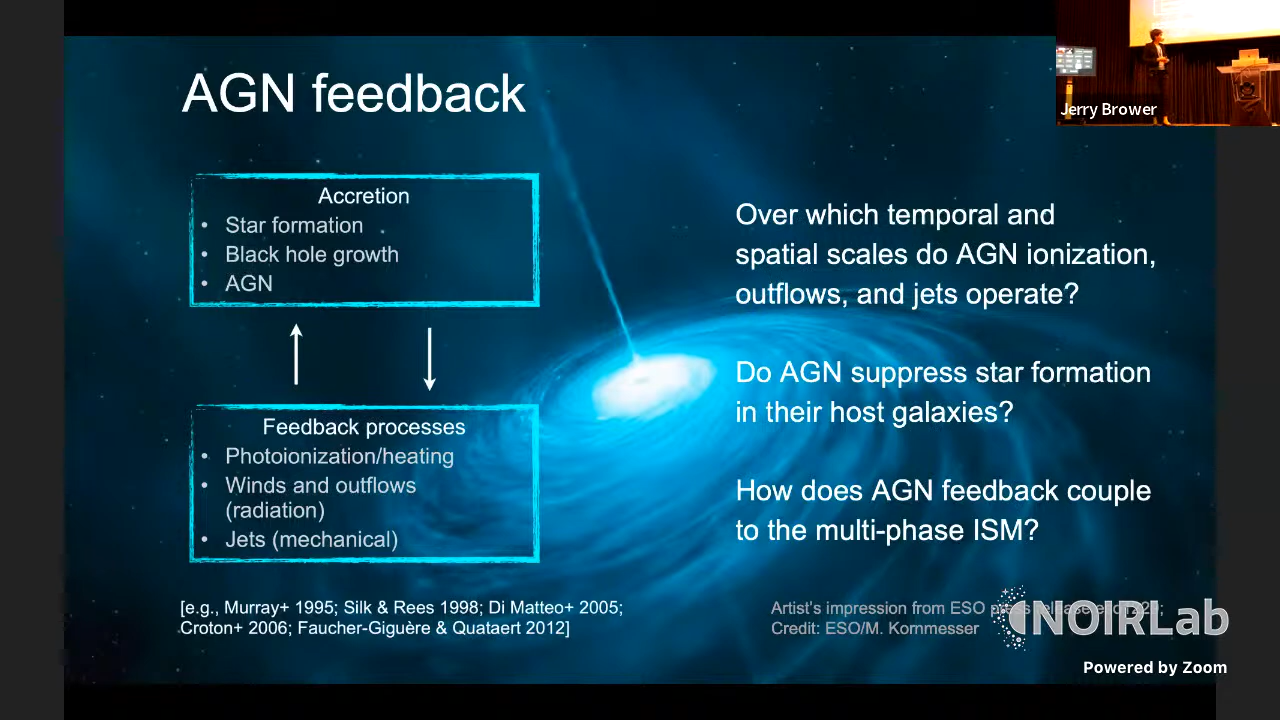 AGN feedback
Jerry Brower
Accretion
• Star formation
• Black hole growth
• AGN
Feedback processes
• Photoionization/heating
• Winds and outflows
(radiation)
• Jets (mechanical)
Over which temporal and
spatial scales do AGN ionization,
outflows, and jets operate?
Do AGN suppress star formation
in their host galaxies?
How does AGN feedback couple
to the multi-phase ISM?
[e.g., Murray+ 1995; Silk & Rees 1998; Di Matteo+ 2005;
Croton+ 2006; Faucher-Giguère & Quataert 2012]
Artist's impression from ESO press release
Credit: ESO/M. Kornmesser
NOIRLab
Powered by Zoom